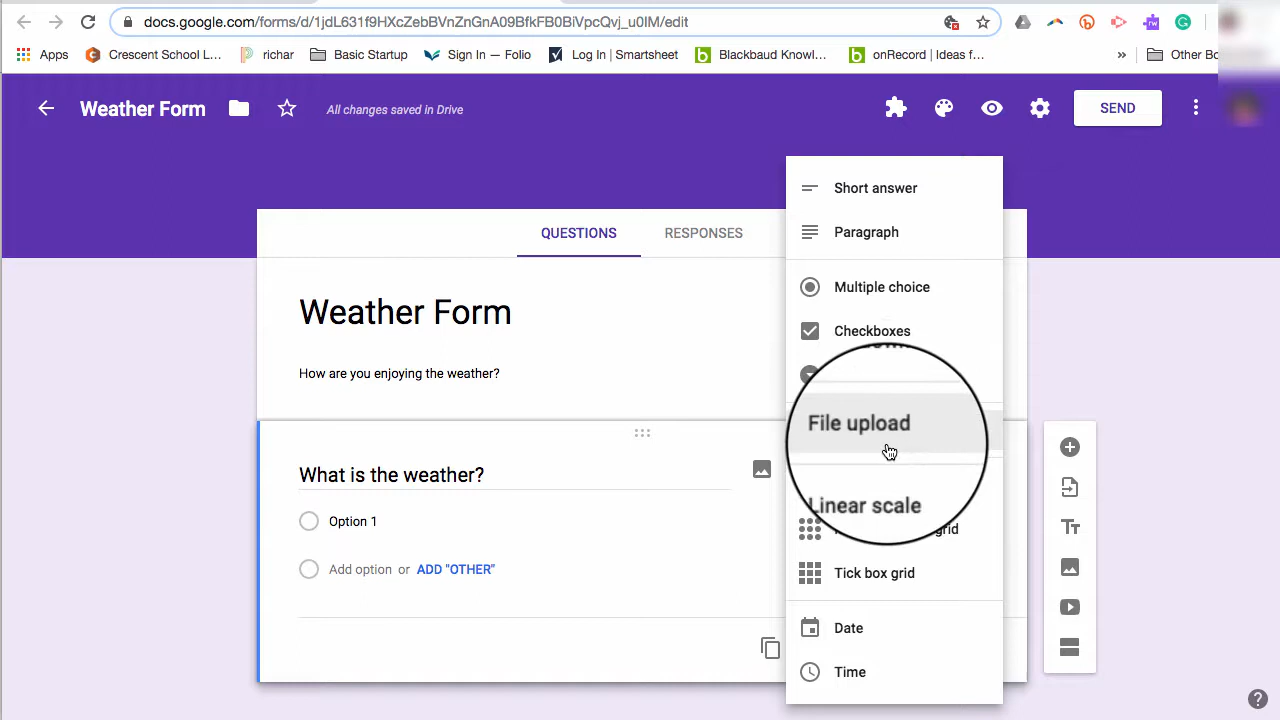 docs.google.com/forms/d/1jdL631f9HXcZebBVnZnGnA09BfkFB0BiVpcQvj_u0IM/edit
Apps
Crescent School L...
richar
Basic Startup
Sign In — Folio
Log In | Smartsheet
Blackbaud Knowl...
onRecord | Ideas f...
»
Other Bo
Weather Form
All changes saved in Drive
SEND
QUESTIONS
RESPONSES
Weather Form
How are you enjoying the weather?
What is the weather?
Option 1
Add option or ADD "OTHER"
Short answer
Paragraph
Multiple choice
Checkboxes
File upload
Linear scale
grid
Tick box grid
Date
Time